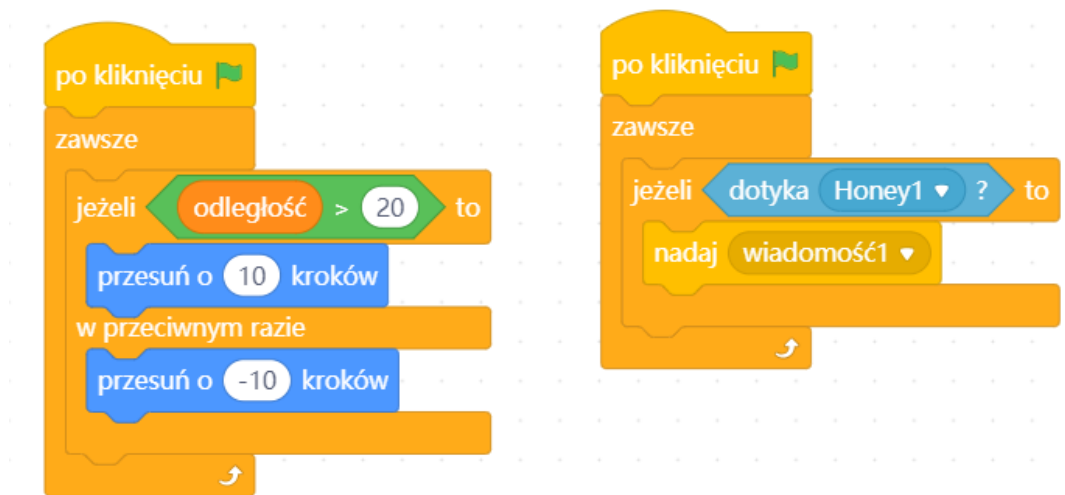 po kliknięciu
zawsze
jeżeli odległość > 20 to
przesuń o 10 kroków
w przeciwnym razie
przesuń o -10 kroków
po kliknięciu
zawsze
jeżeli dotyka Honey1 ? to
nadaj wiadomość1